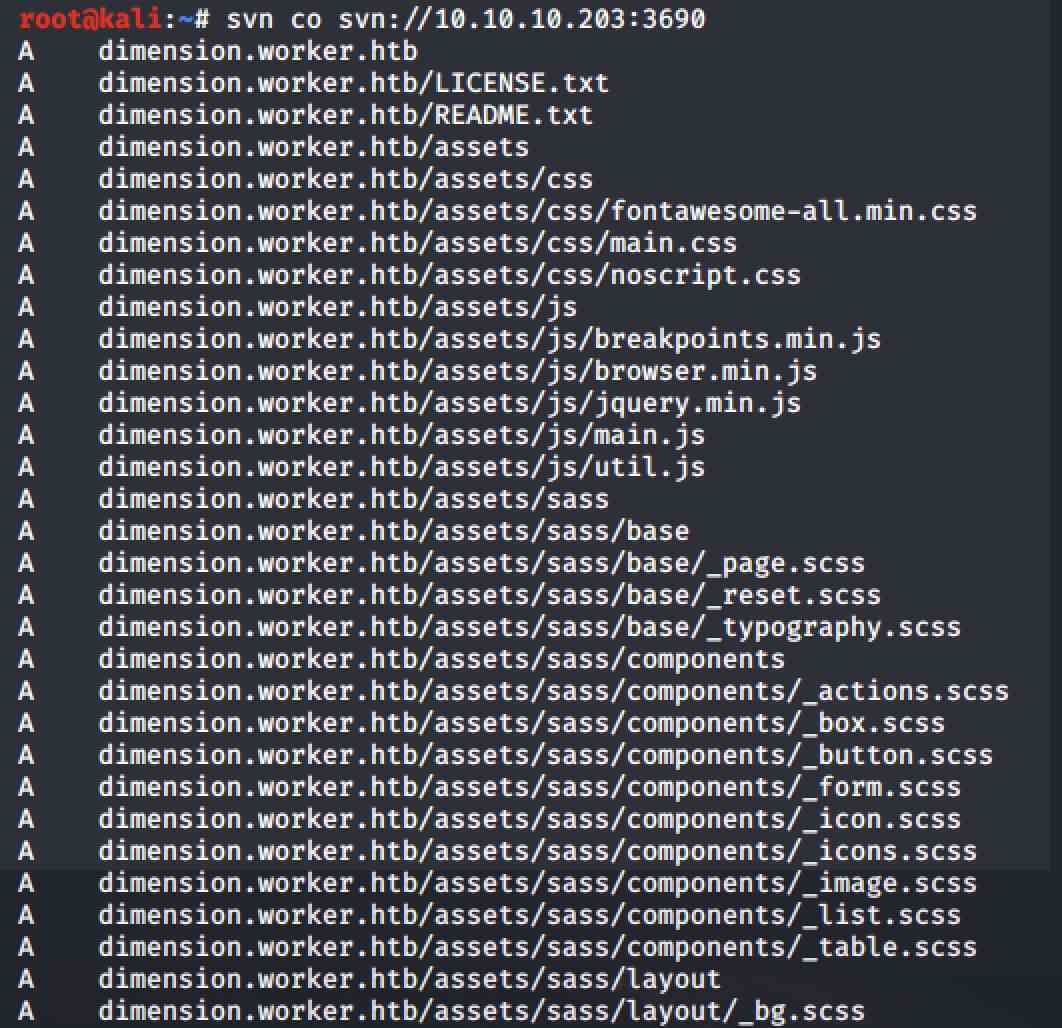 root@kali:~# svn co svn://10.10.10.203:3690
A    dimension.worker.htb
A    dimension.worker.htb/LICENSE.txt
A    dimension.worker.htb/README.txt
A    dimension.worker.htb/assets
A    dimension.worker.htb/assets/css
A    dimension.worker.htb/assets/css/fontawesome-all.min.css
A    dimension.worker.htb/assets/css/main.css
A    dimension.worker.htb/assets/css/noscript.css
A    dimension.worker.htb/assets/js
A    dimension.worker.htb/assets/js/breakpoints.min.js
A    dimension.worker.htb/assets/js/browser.min.js
A    dimension.worker.htb/assets/js/jquery.min.js
A    dimension.worker.htb/assets/js/main.js
A    dimension.worker.htb/assets/js/util.js
A    dimension.worker.htb/assets/sass
A    dimension.worker.htb/assets/sass/base
A    dimension.worker.htb/assets/sass/base/_page.scss
A    dimension.worker.htb/assets/sass/base/_reset.scss
A    dimension.worker.htb/assets/sass/base/_typography.scss
A    dimension.worker.htb/assets/sass/components
A    dimension.worker.htb/assets/sass/components/_actions.scss
A    dimension.worker.htb/assets/sass/components/_box.scss
A    dimension.worker.htb/assets/sass/components/_button.scss
A    dimension.worker.htb/assets/sass/components/_form.scss
A    dimension.worker.htb/assets/sass/components/_icon.scss
A    dimension.worker.htb/assets/sass/components/_icons.scss
A    dimension.worker.htb/assets/sass/components/_image.scss
A    dimension.worker.htb/assets/sass/components/_list.scss
A    dimension.worker.htb/assets/sass/components/_table.scss
A    dimension.worker.htb/assets/sass/layout
A    dimension.worker.htb/assets/sass/layout/_bg.scss